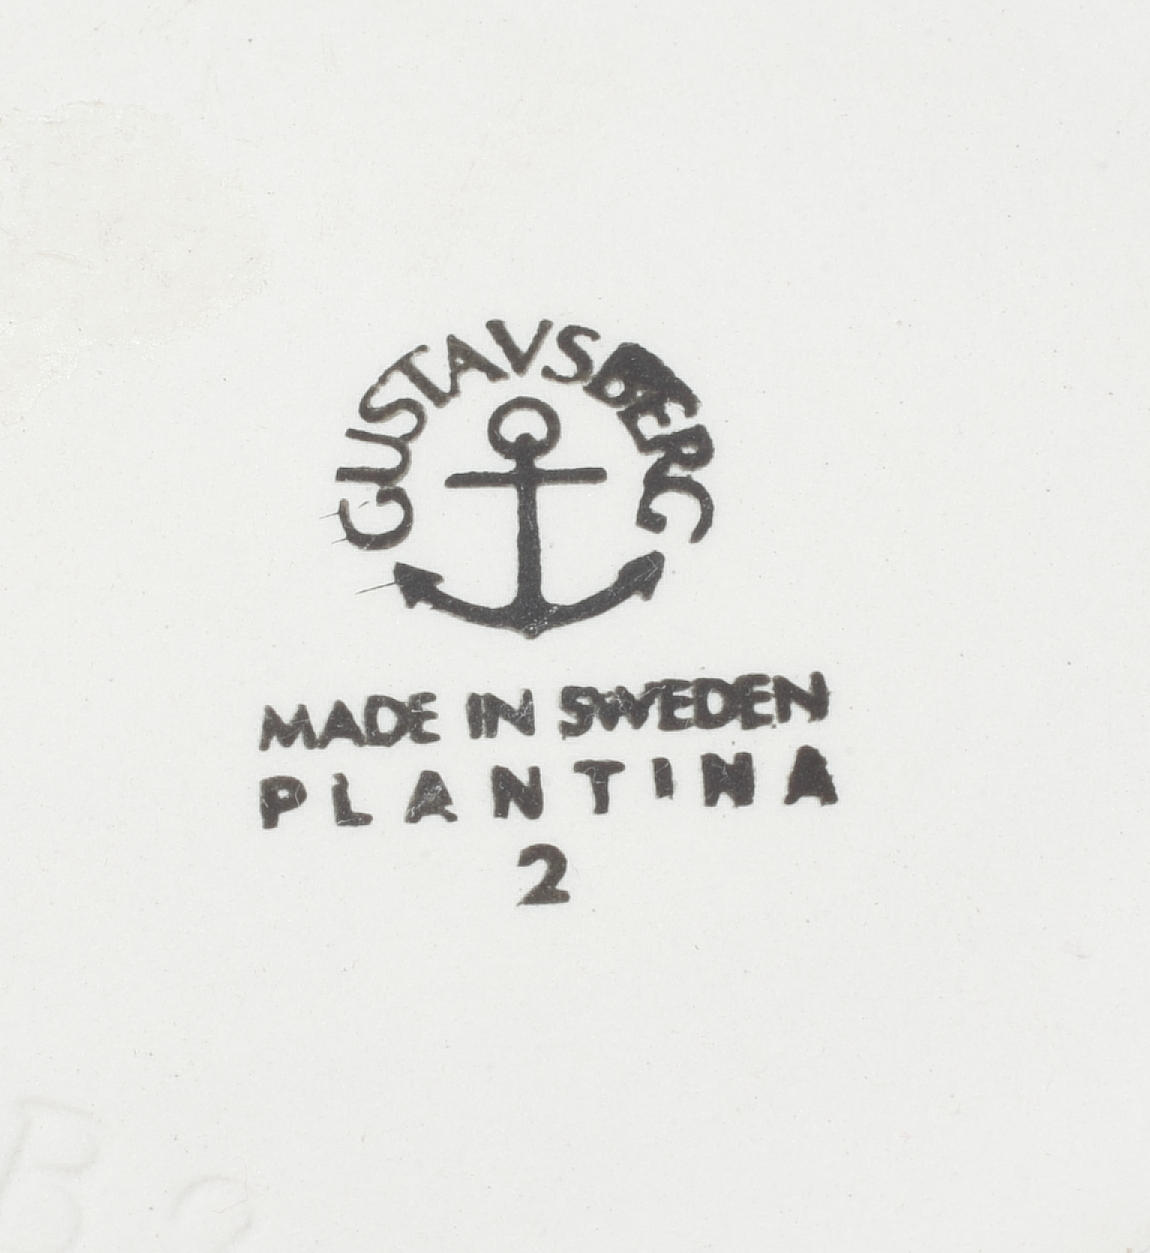 GUSTAVSBERG
MADE IN SWEDEN
PLANTINA
2